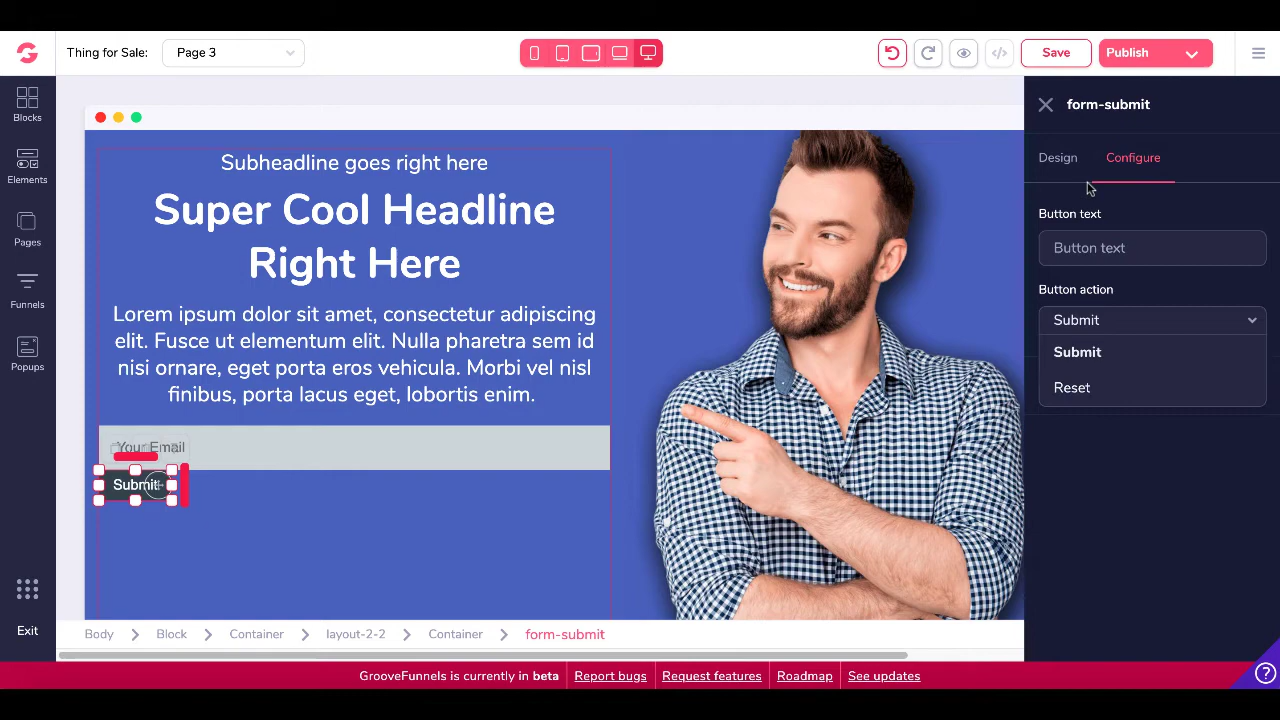 Thing for Sale:
Page 3
Save
Publish
Blocks
Elements
Pages
Funnels
Popups
Exit
Subheadline goes right here
Super Cool Headline
Right Here
Lorem ipsum dolor sit amet, consectetur adipiscing
elit. Fusce ut elementum elit. Nulla pharetra sem id
nisi ornare, eget porta eros vehicula. Morbi vel nisl
finibus, porta lacus eget, lobortis enim.
Your Email
Submit
form-submit
Design
Configure
Button text
Button text
Button action
Submit
Submit
Reset
Body
Block
Container
layout-2-2
Container
form-submit
GrooveFunnels is currently in beta
Report bugs
Request features
Roadmap
See updates